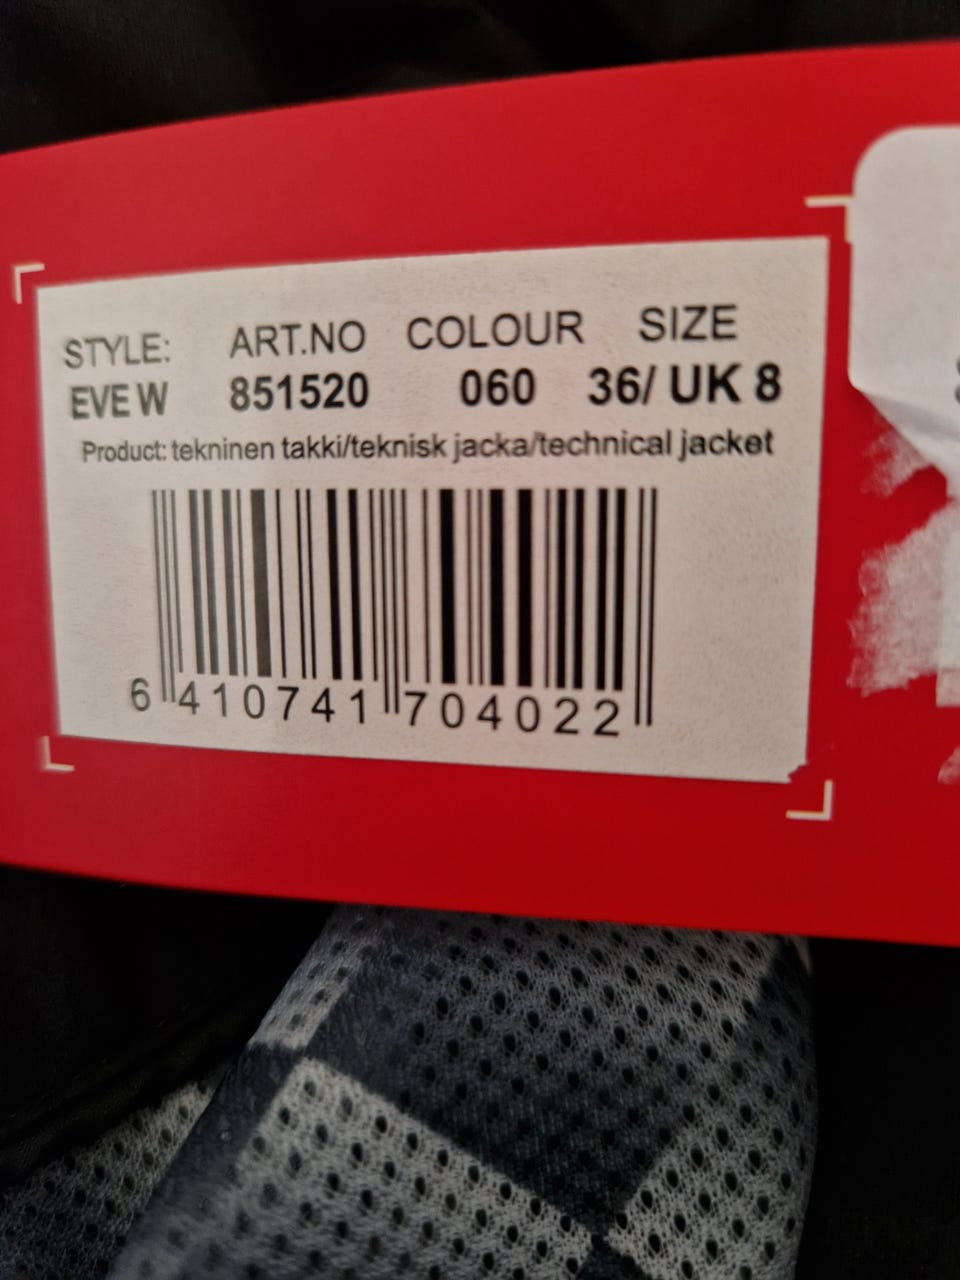 STYLE: ART.NO COLOUR SIZE
EVE W 851520 060 36/ UK 8
Product: tekninen takki/teknisk jacka/technical jacket
6 410741 704022